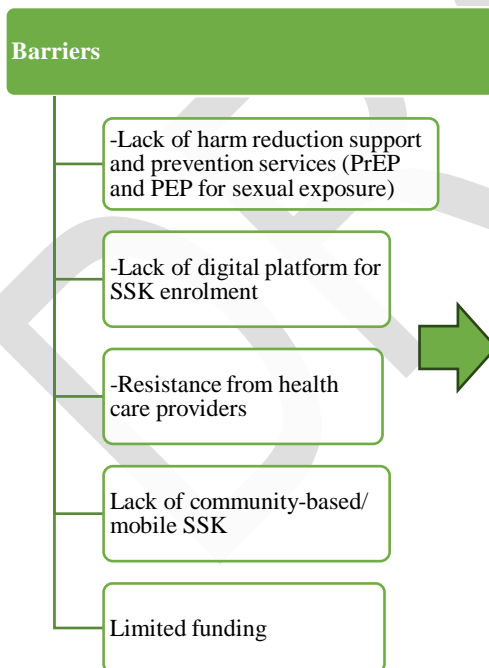 Barriers
-Lack of harm reduction support
and prevention services (PrEP
and PEP for sexual exposure)
-Lack of digital platform for
SSK enrolment
-Resistance from health
care providers
Lack of community-based/
mobile SSK
Limited funding